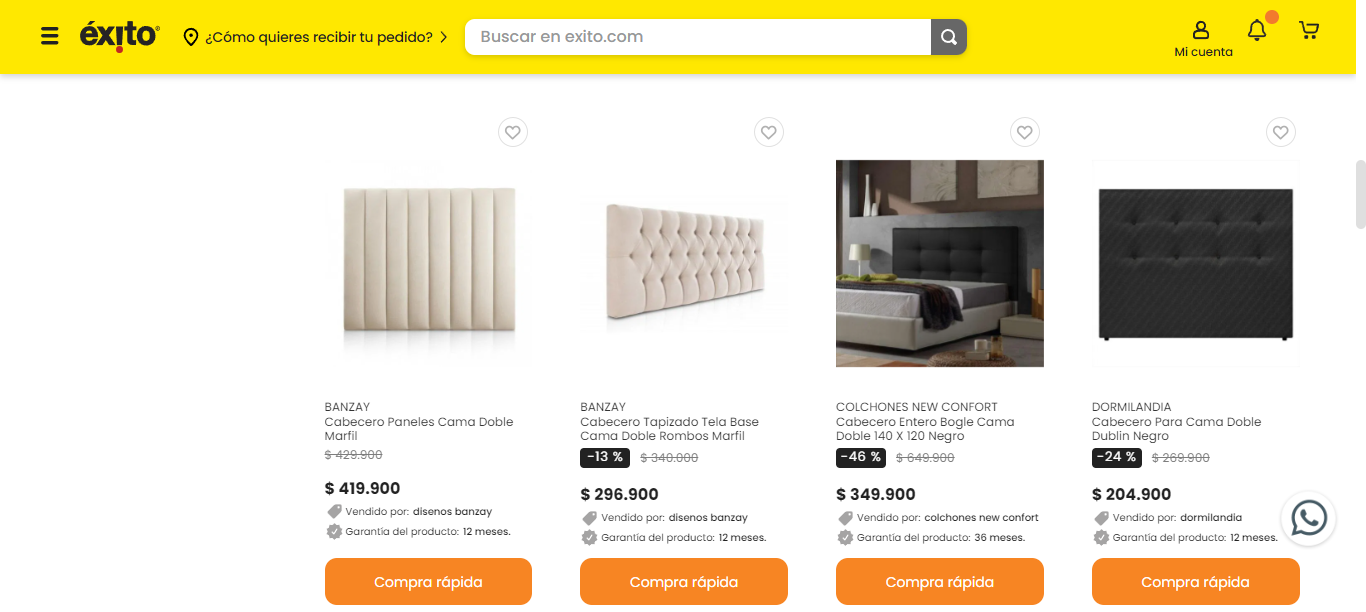 éxito
¿Cómo quieres recibir tu pedido?
Buscar en exito.com
Mi cuenta
BANZAY
Cabecero Paneles Cama Doble
Marfil
$ 429.900
$ 419.900
Vendido por: disenos banzay
Garantía del producto: 12 meses.
Compra rápida
BANZAY
Cabecero Tapizado Tela Base
Cama Doble Rombos Marfil
-13 % $ 340.000
$ 296.900
Vendido por: disenos banzay
Garantía del producto: 12 meses.
Compra rápida
COLCHONES NEW CONFORT
Cabecero Entero Bogle Cama
Doble 140 X 120 Negro
-46 % $ 649.900
$ 349.900
Vendido por: colchones new confort
Garantía del producto: 36 meses.
Compra rápida
DORMILANDIA
Cabecero Para Cama Doble
Dublin Negro
-24 % $ 269.900
$ 204.900
Vendido por: dormilandia
Garantía del producto: 12 meses.
Compra rápida